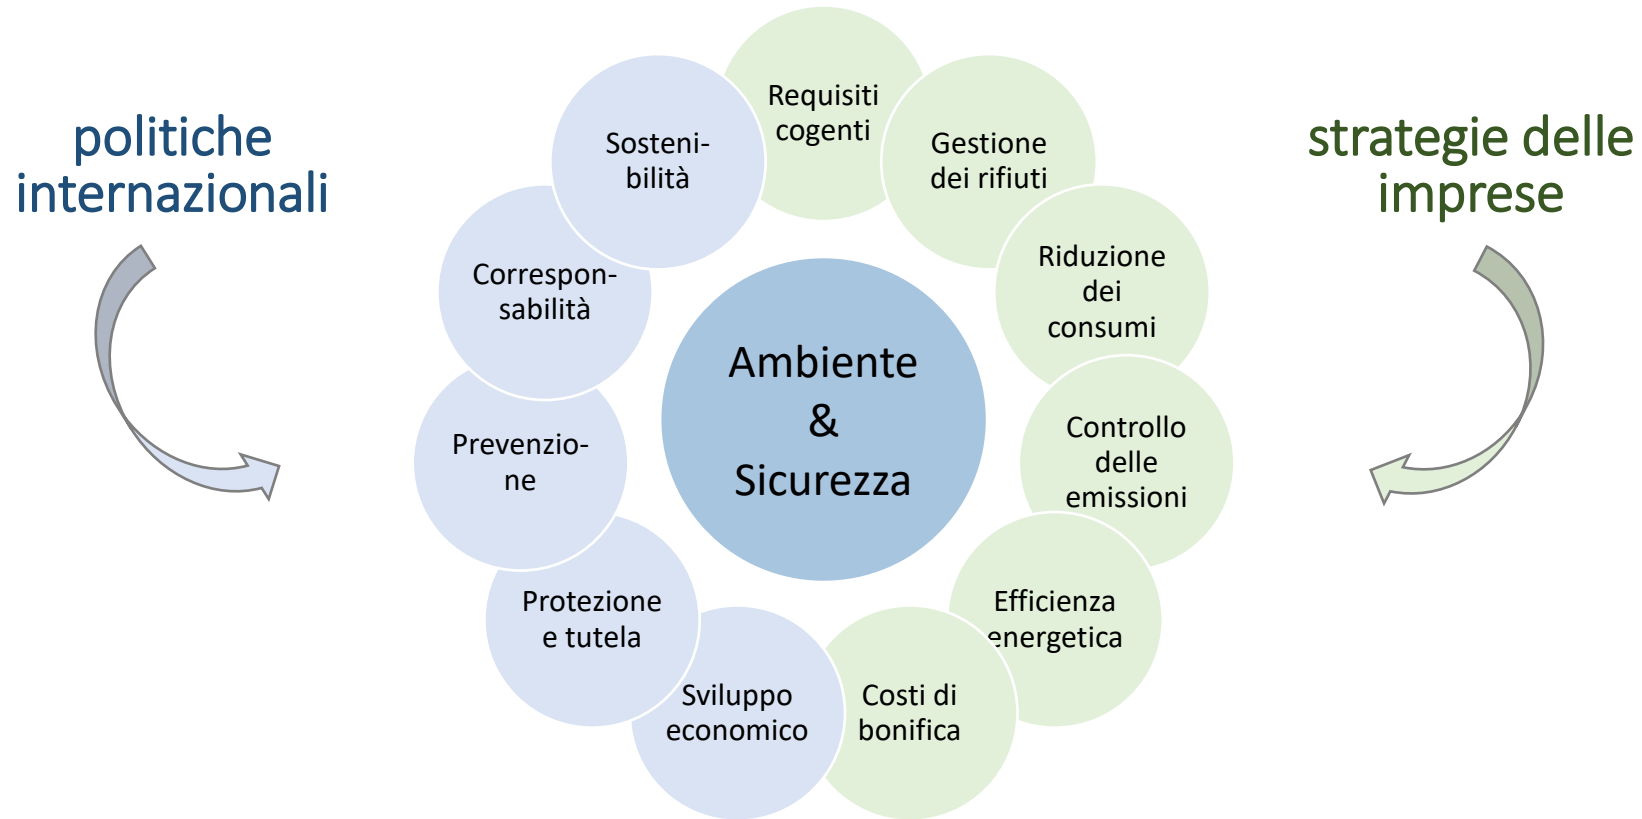 politiche
internazionali
strategie delle
imprese
Requisiti
cogenti
Gestione
dei rifiuti
Riduzione
dei
consumi
Controllo
delle
emissioni
Efficienza
energetica
Costi di
bonifica
Sviluppo
economico
Protezione
e tutela
Prevenzio-
ne
Correspon-
sabilità
Sosteni-
bilità
Ambiente
&
Sicurezza